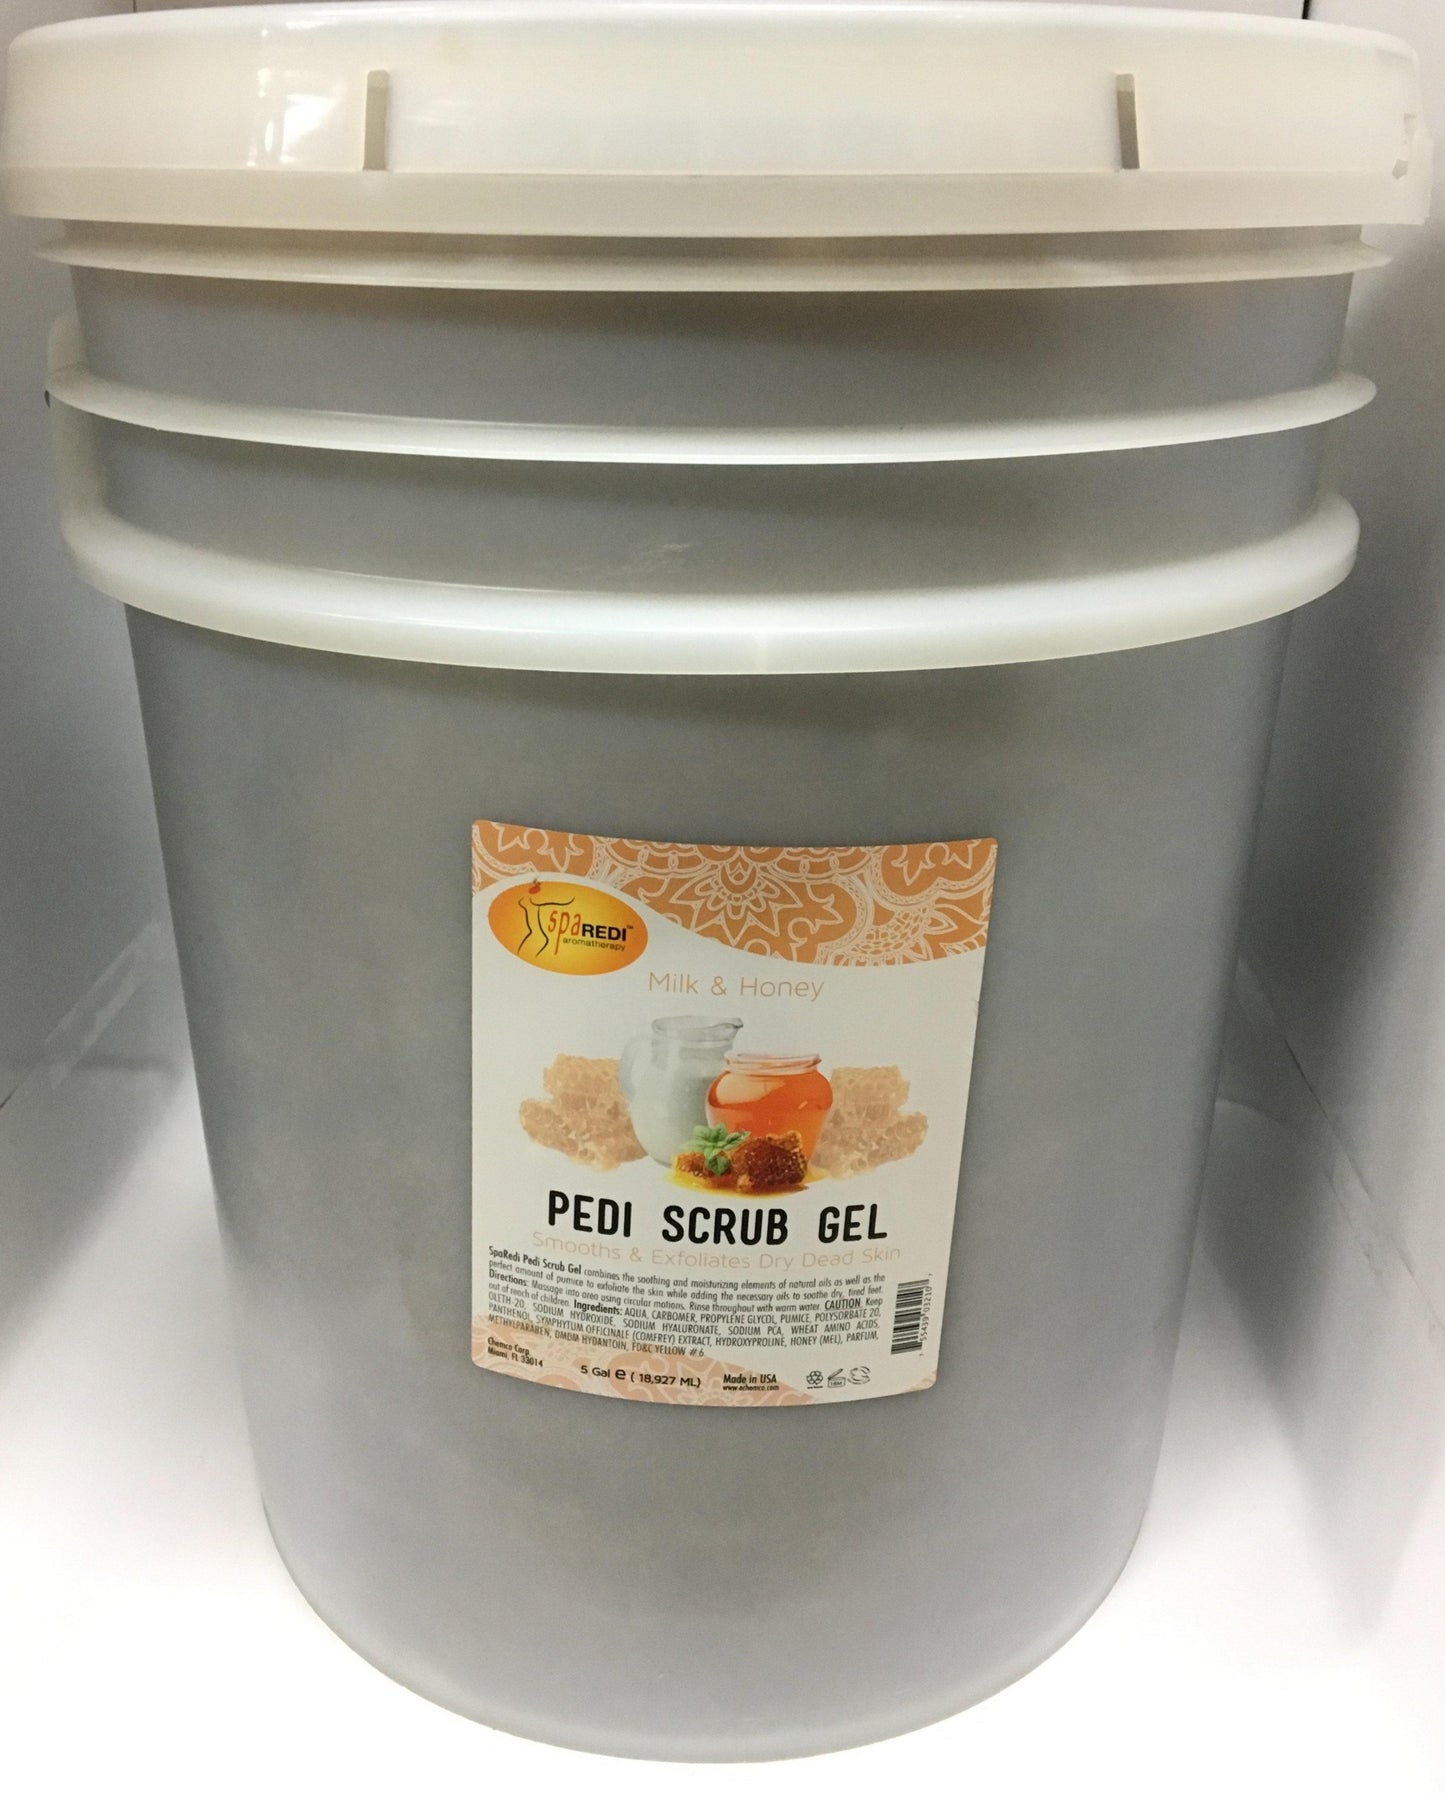 spaREDI™
aromatherapy
Milk & Honey
PEDI SCRUB GEL
Smooths & Exfoliates Dry Dead Skin
SpaRedi Pedi Scrub Gel combines the soothing and moisturizing elements of natural oils as well as the
perfect amount of pumice to exfoliate the skin while adding the necessary oils to soothe dry, tired feet.
Directions: Massage into area using circular motions. Rinse throughout with warm water. CAUTION: Keep
out of reach of children. Ingredients: AQUA, CARBOMER, PROPYLENE GLYCOL, PUMICE, POLYSORBATE 20,
OLETH-20, SODIUM HYDROXIDE, SODIUM HYALURONATE, SODIUM PCA, WHEAT AMINO ACIDS,
PANTHENOL, SYMPHYTUM OFFICINALE (COMFREY) EXTRACT, HYDROXYPROLINE, HONEY (MEL), PARFUM,
METHYLPARABEN, DMDM HYDANTOIN, FD&C YELLOW #6
Chemco Corp.
Miami, FL 33014
5 Gal e ( 18,927 ML)
Made in USA
www.echemco.com